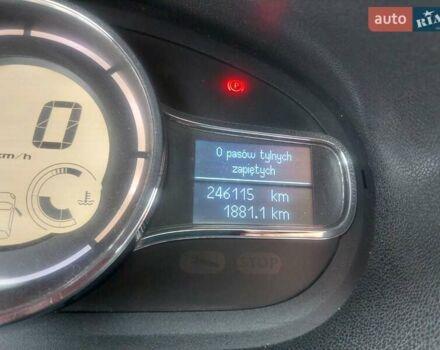 auto RIA
0
km/h
P
0 pasów tylnych
zapiętych
246115 km
1881.1 km
STOP